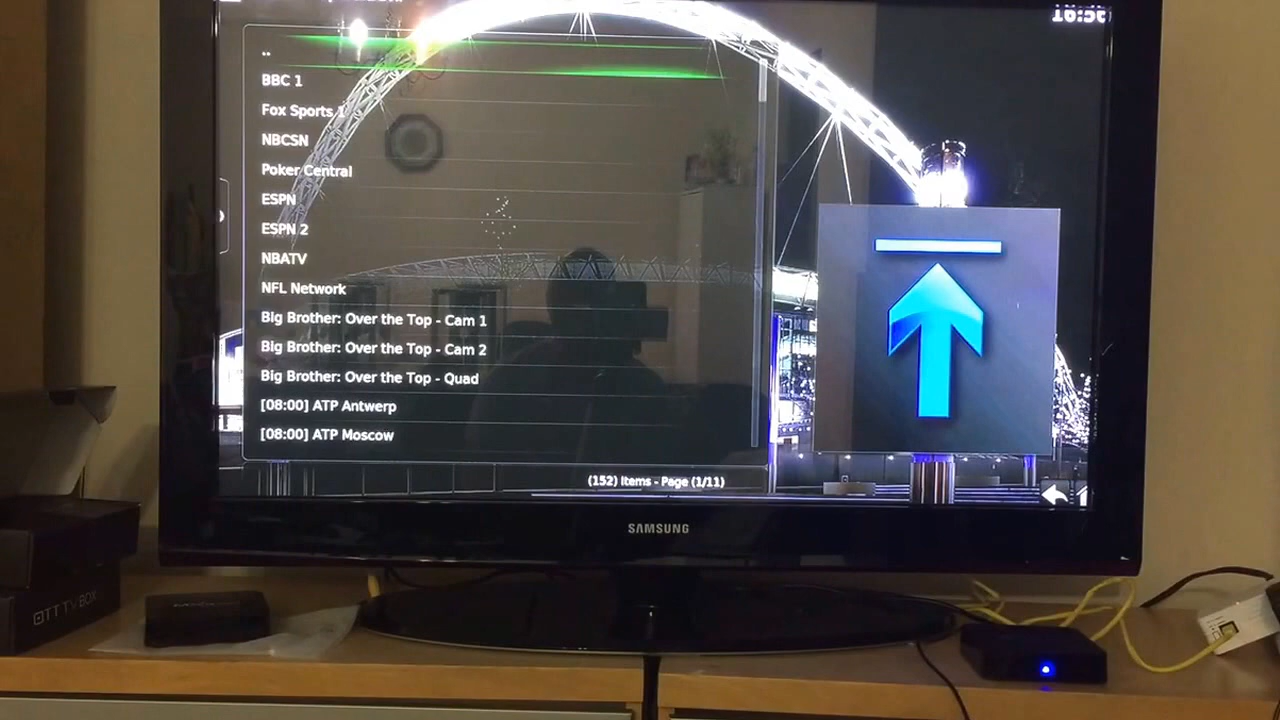 ..
BBC 1
Fox Sports 1
NBCSN
Poker Central
ESPN
ESPN 2
NBATV
NFL Network
Big Brother: Over the Top - Cam 1
Big Brother: Over the Top - Cam 2
Big Brother: Over the Top - Quad
[08:00] ATP Antwerp
[08:00] ATP Moscow
(152) Items - Page (1/11)
SAMSUNG
OTT TV BOX